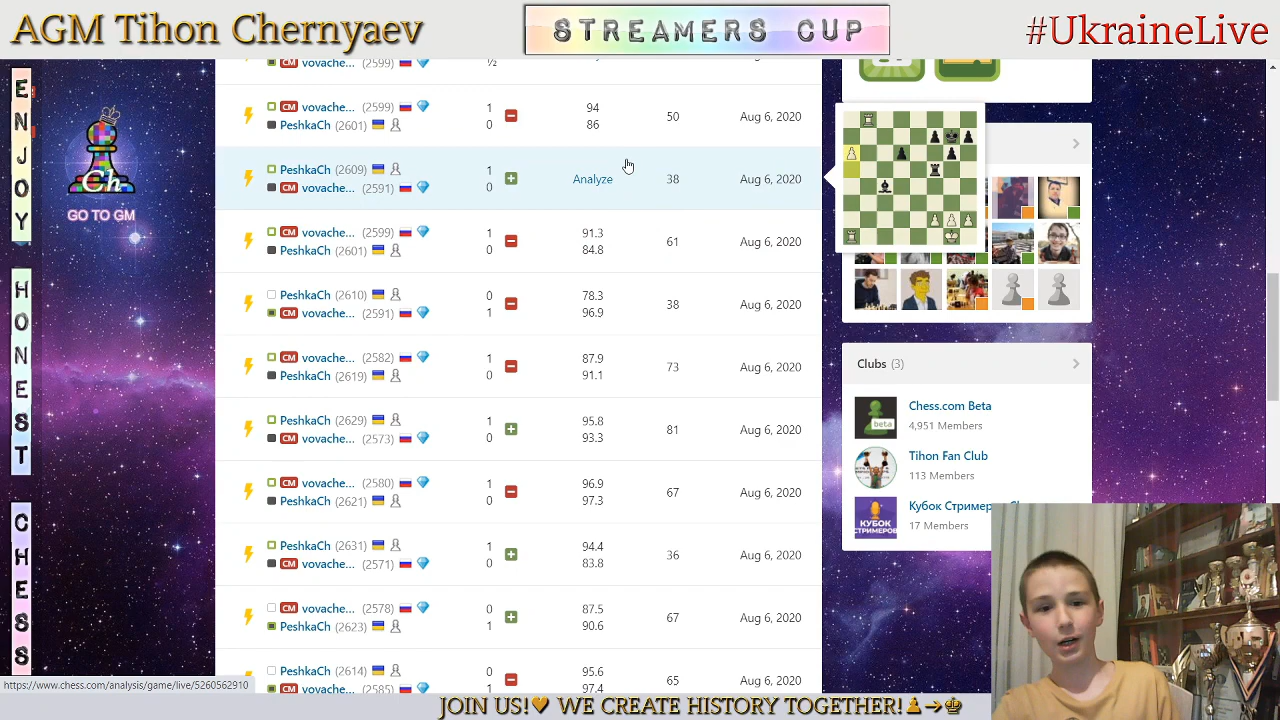 AGM Tihon Chernyaev
STREAMERS CUP
#UkraineLive
ENJOY
HONEST
CHESS
Ch
GO TO GM
CM vovache... (2599) ½
CM vovache... (2599) 1 94
PeshkaCh (2601) 0 86 50 Aug 6, 2020
PeshkaCh (2609) 1
CM vovache... (2591) 0 Analyze 38 Aug 6, 2020
CM vovache... (2599) 1 91.3
PeshkaCh (2601) 0 84.8 61 Aug 6, 2020
PeshkaCh (2610) 0 78.3
CM vovache... (2591) 1 96.9 38 Aug 6, 2020
CM vovache... (2582) 1 87.9
PeshkaCh (2619) 0 91.1 73 Aug 6, 2020
PeshkaCh (2629) 1 95.8
CM vovache... (2573) 0 93.8 81 Aug 6, 2020
CM vovache... (2580) 1 96.9
PeshkaCh (2621) 0 97.3 67 Aug 6, 2020
PeshkaCh (2631) 1 94.4
CM vovache... (2571) 0 83.8 36 Aug 6, 2020
CM vovache... (2578) 0 87.5
PeshkaCh (2623) 1 90.6 67 Aug 6, 2020
PeshkaCh (2614) 0 95.6
CM vovache... (2585) 1 97.4 65 Aug 6, 2020
Clubs (3)
Chess.com Beta
beta
4,951 Members
Tihon Fan Club
113 Members
Кубок Стример
КУБОК
СТРИМЕРОВ
17 Members
https://www.chess.com/analysis/game/live/5260562910
JOIN US!♥ WE CREATE HISTORY TOGETHER!♟→♚